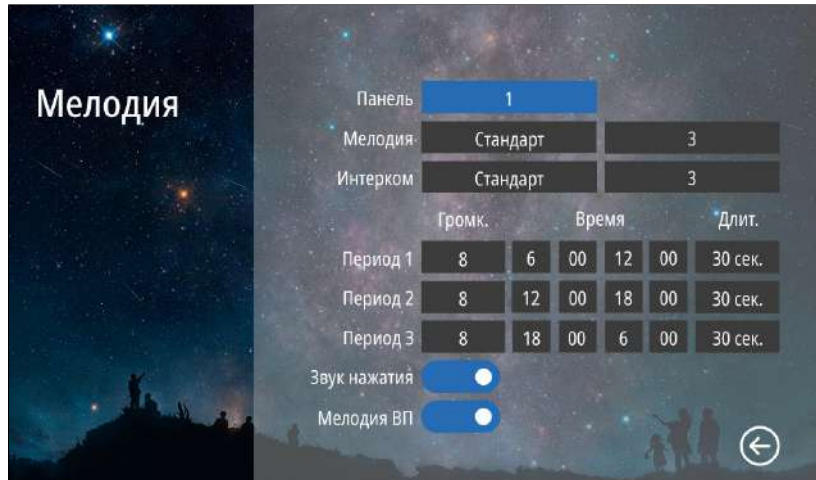 Мелодия
Панель 1
Мелодия Стандарт 3
Интерком Стандарт 3
Громк. Время Длит.
Период 1 8 6 00 12 00 30 сек.
Период 2 8 12 00 18 00 30 сек.
Период 3 8 18 00 6 00 30 сек.
Звук нажатия
Мелодия ВП